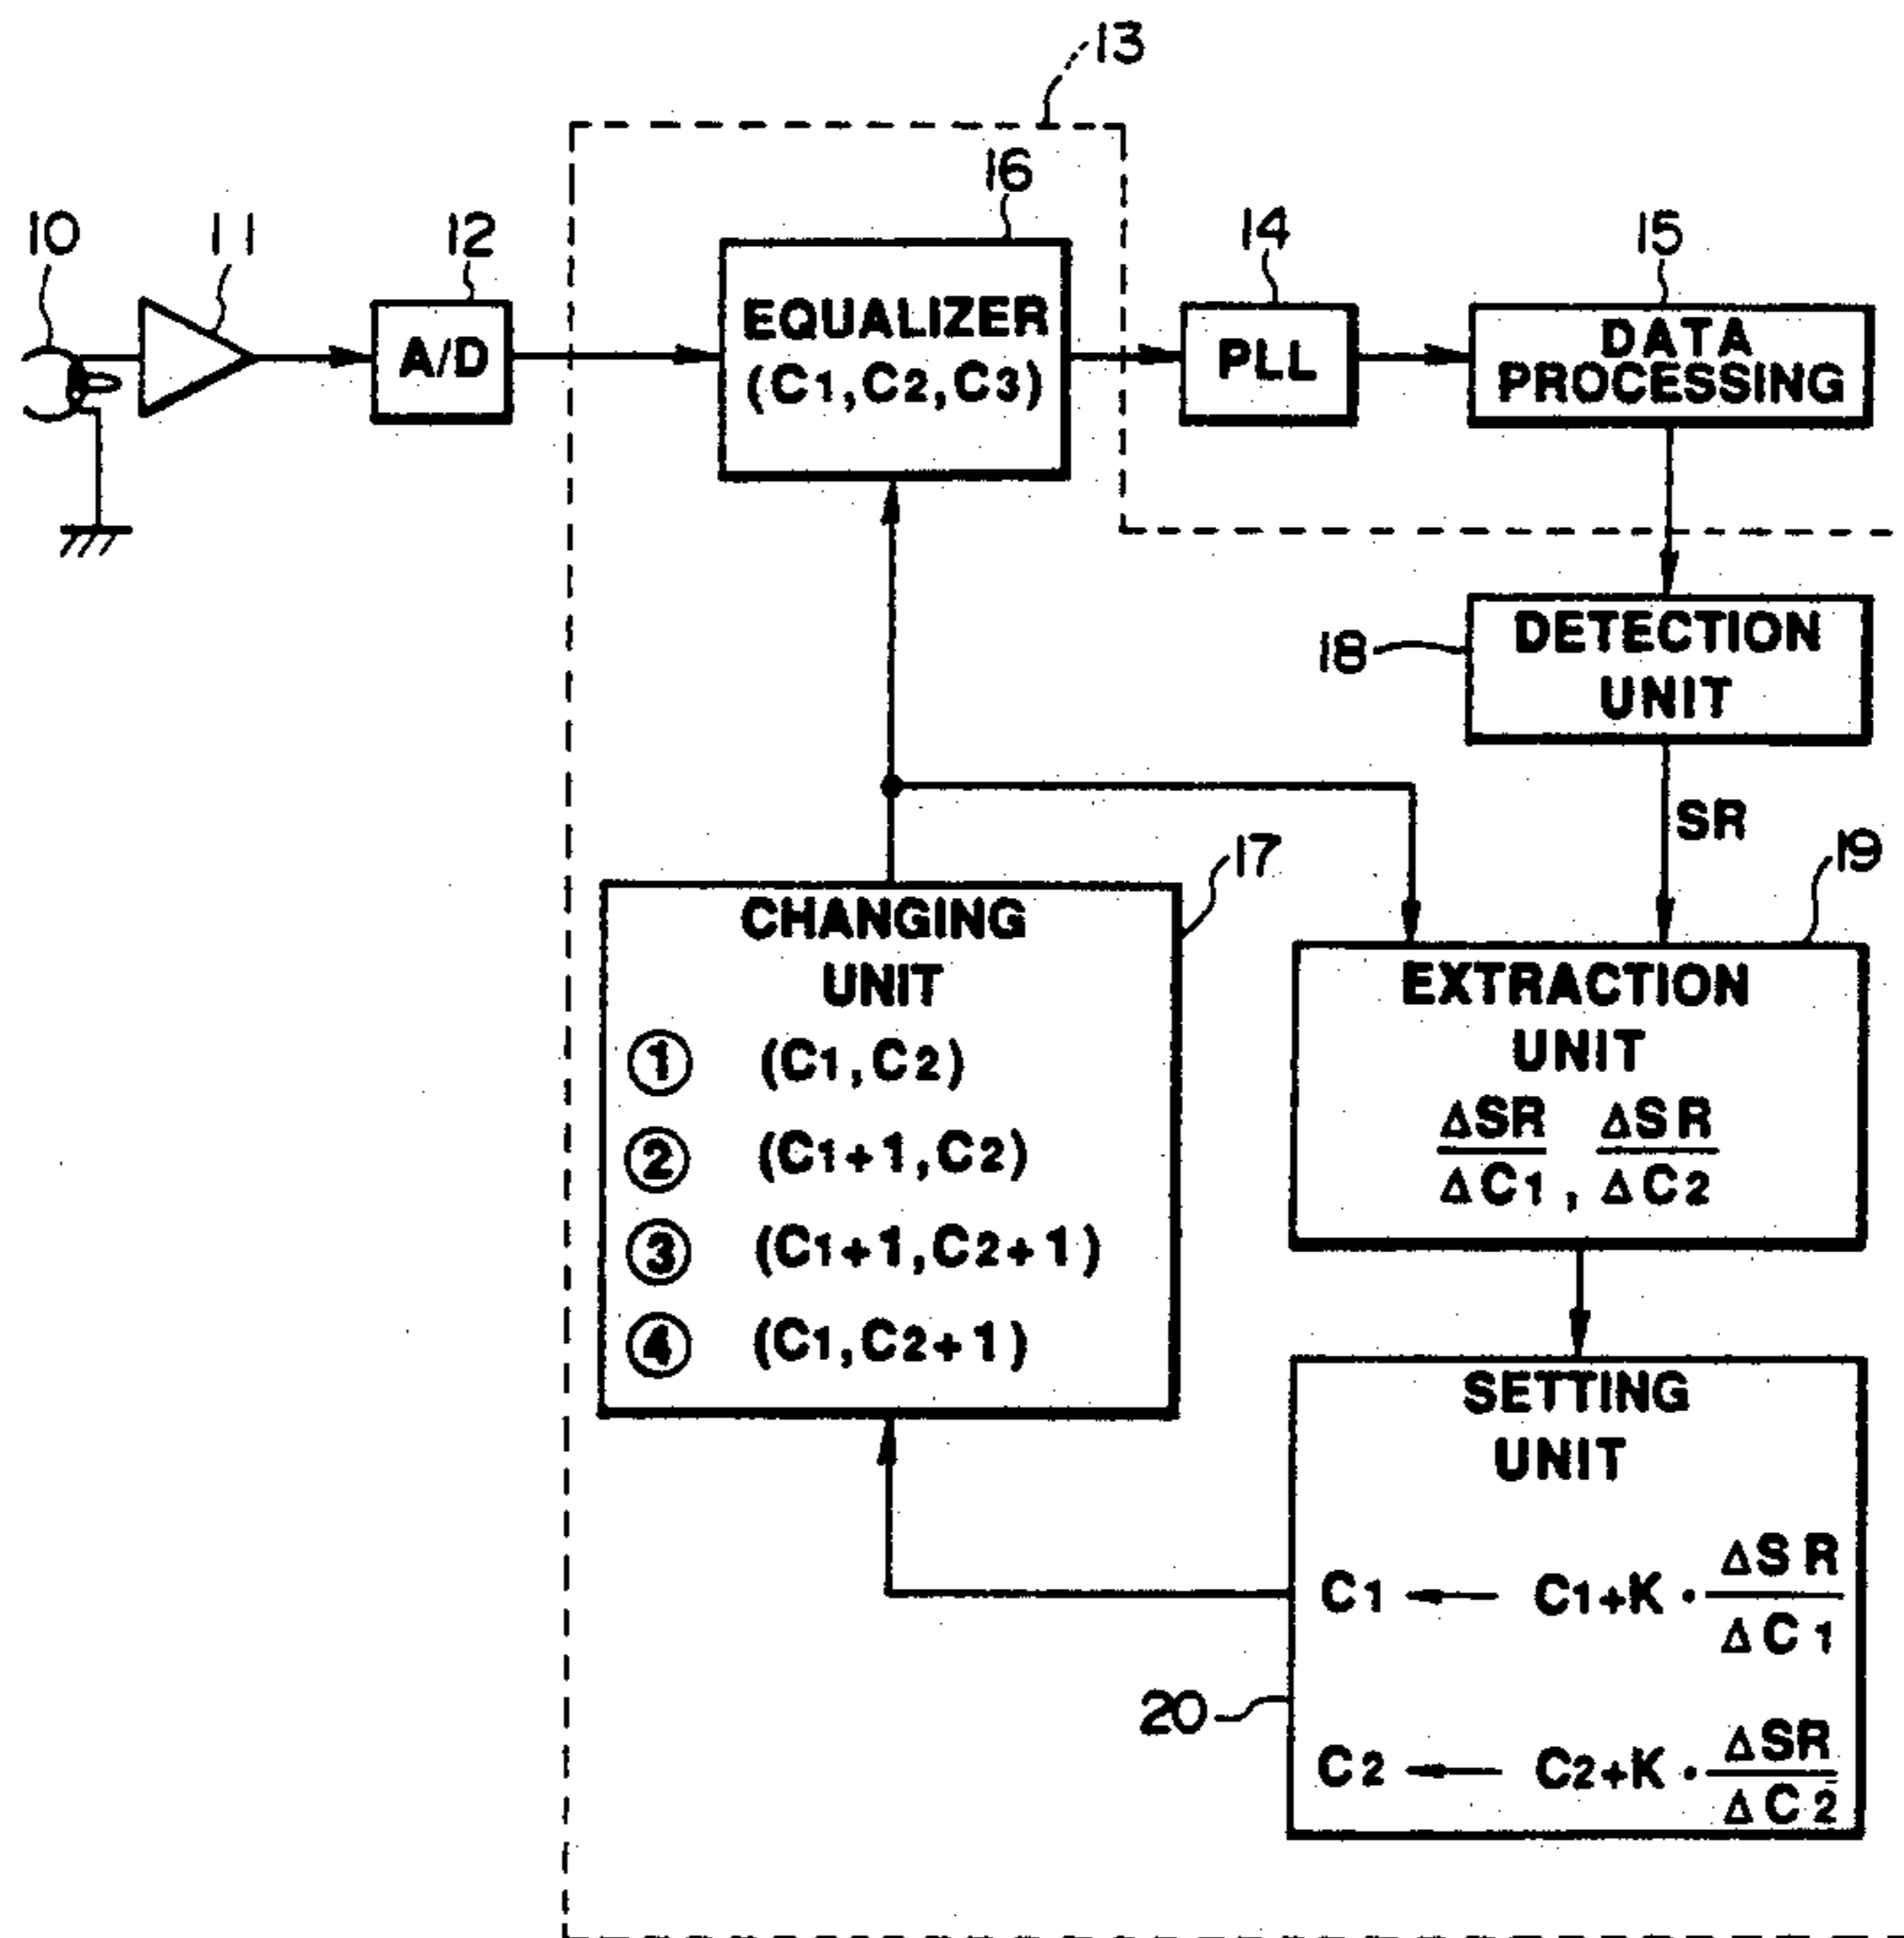 13
16
10
11
12
14
15
EQUALIZER
(C1,C2,C3)
A/D
PLL
DATA
PROCESSING
18
DETECTION
UNIT
SR
17
19
CHANGING
UNIT
① (C1,C2)
② (C1+1,C2)
③ (C1+1,C2+1)
④ (C1,C2+1)
EXTRACTION
UNIT
ΔSR ΔSR
ΔC1 , ΔC2
SETTING
UNIT
C1 ← C1+K · ΔSR
ΔC1
20
C2 ← C2+K · ΔSR
ΔC2